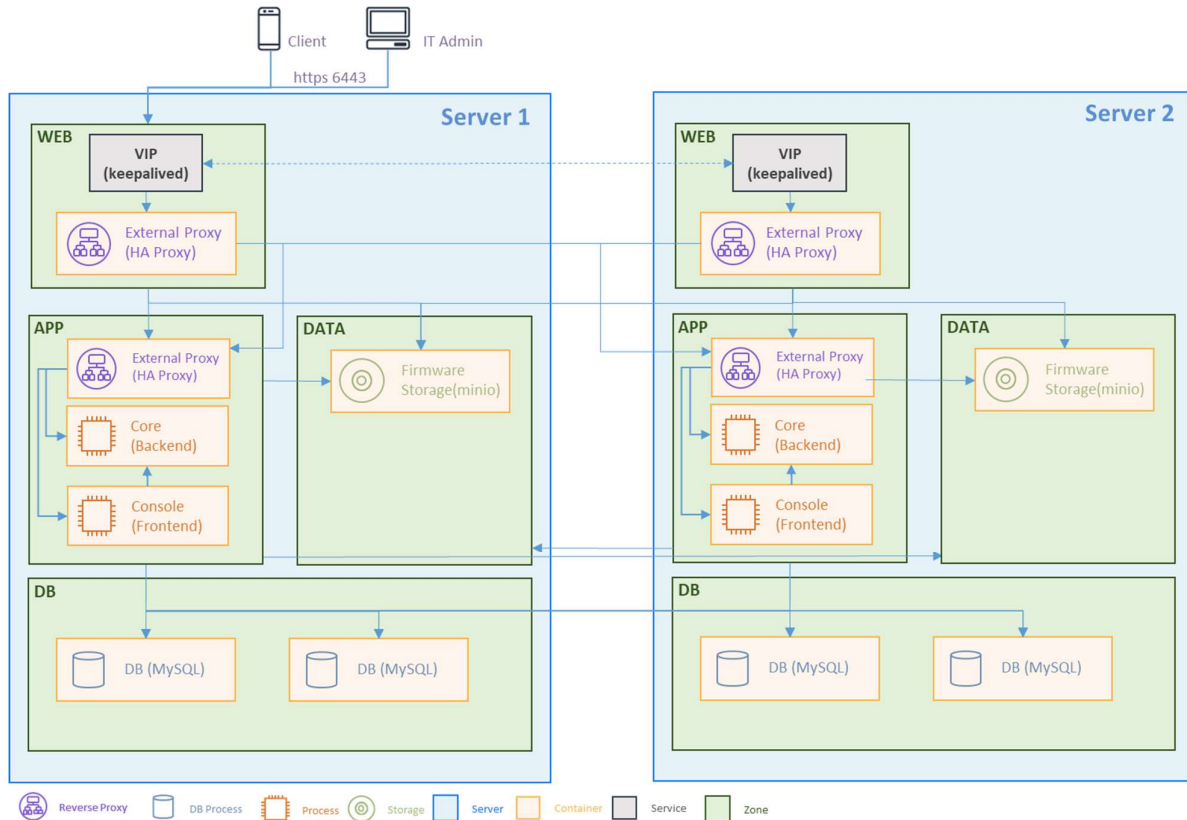 Client
IT Admin
https 6443
Server 1
WEB
VIP
(keepalived)
External Proxy
(HA Proxy)
APP
External Proxy
(HA Proxy)
Core
(Backend)
Console
(Frontend)
DATA
Firmware
Storage(minio)
DB
DB (MySQL)
DB (MySQL)
Server 2
WEB
VIP
(keepalived)
External Proxy
(HA Proxy)
APP
External Proxy
(HA Proxy)
Core
(Backend)
Console
(Frontend)
DATA
Firmware
Storage(minio)
DB
DB (MySQL)
DB (MySQL)
Reverse Proxy
DB Process
Process
Storage
Server
Container
Service
Zone